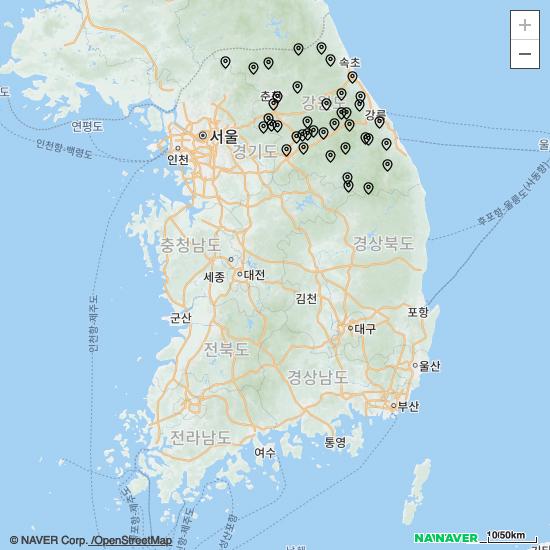 +
−
속초
춘천
강원도
강릉
연평도
인천항-백령도
서울
인천
경기도
울
후포항-울릉도(사동항)
충청남도
경상북도
세종
대전
인천항-제주도
김천
군산
포항
대구
전북도
울산
경상남도
부산
전라남도
통영
여수
© NAVER Corp. /OpenStreetMap
NAVER
10/50km